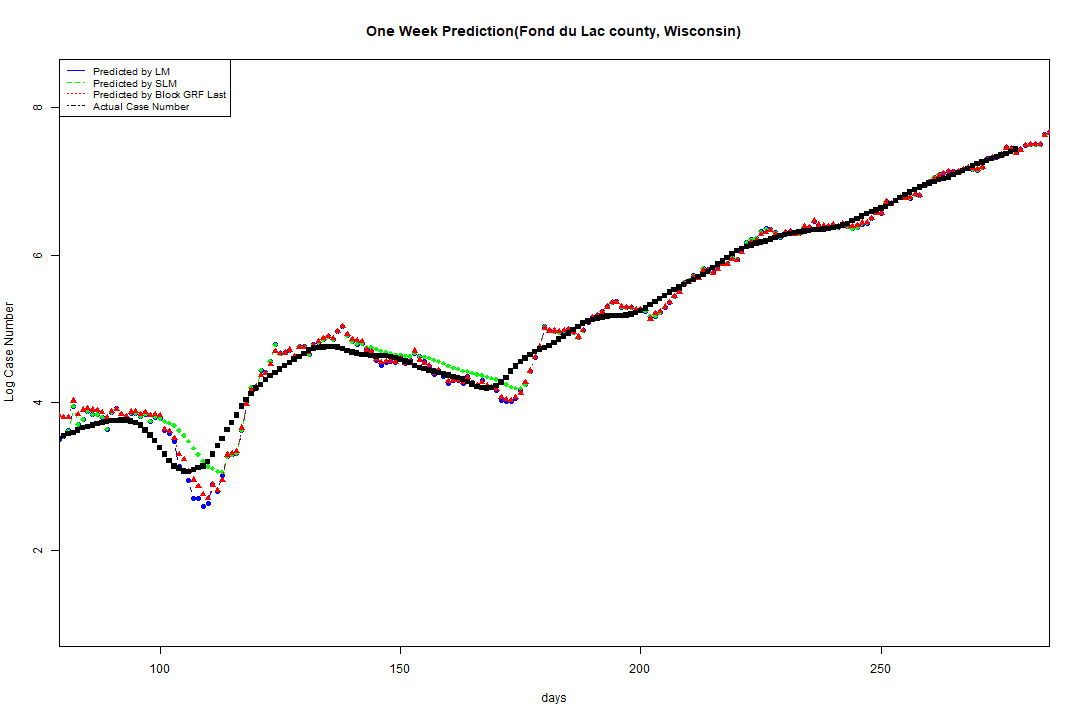 One Week Prediction(Fond du Lac county, Wisconsin)
Predicted by LM
Predicted by SLM
Predicted by Block GRF Last
Actual Case Number
8
6
4
2
Log Case Number
100
150
200
250
days